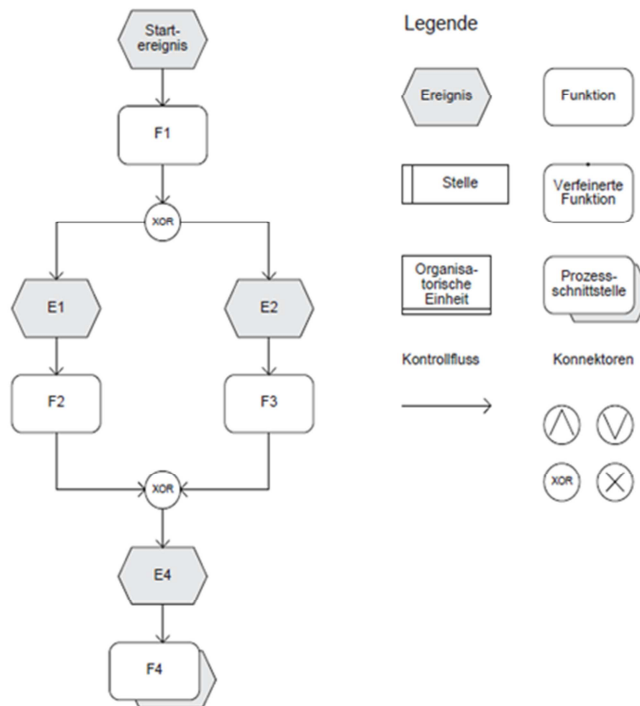 Start-
ereignis
F1
XOR
E1
E2
F2
F3
XOR
E4
F4
Legende
Ereignis
Funktion
Stelle
Verfeinerte
Funktion
Organisa-
torische
Einheit
Prozess-
schnittstelle
Kontrollfluss
Konnektoren
XOR